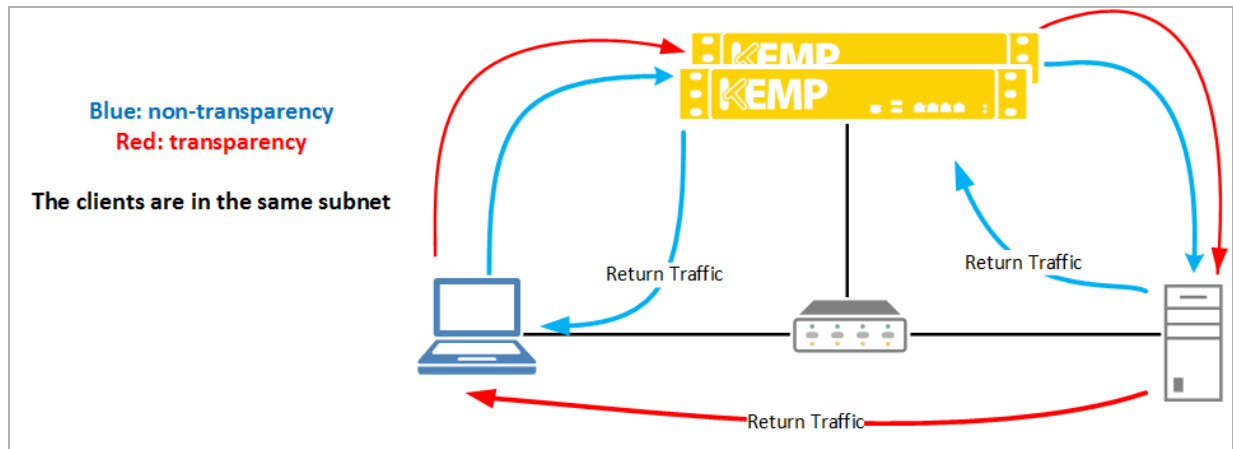 KEMP
KEMP
Blue: non-transparency
Red: transparency
The clients are in the same subnet
Return Traffic
Return Traffic
Return Traffic